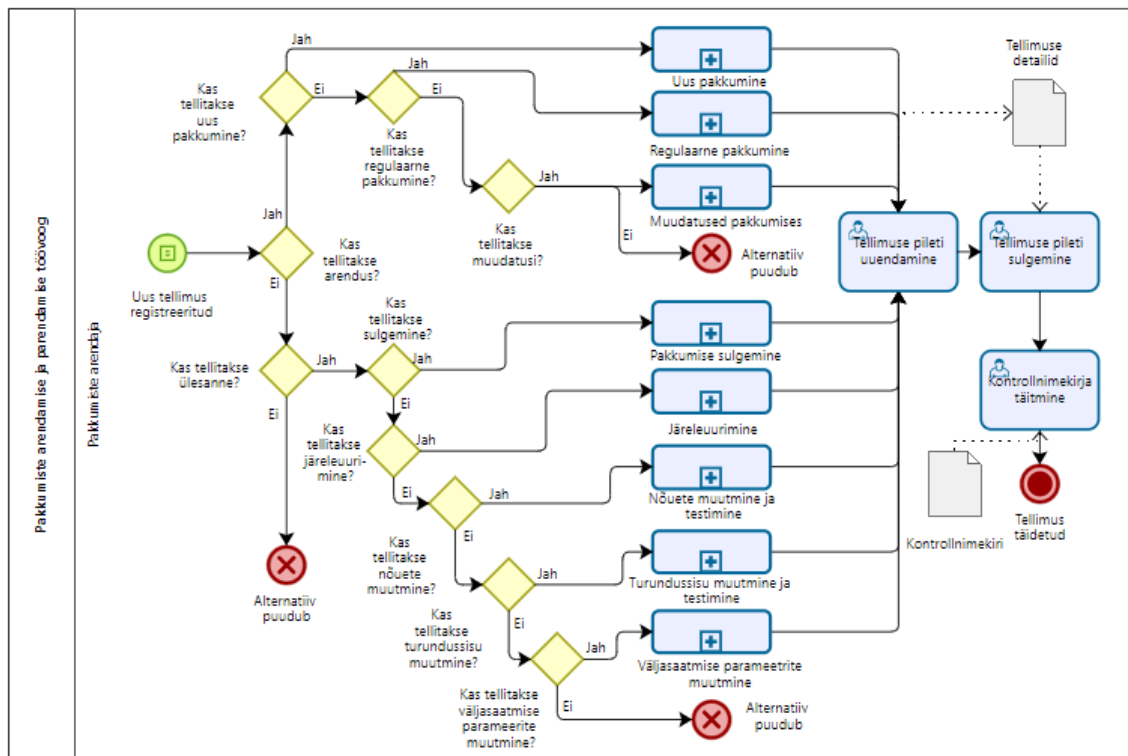 Pakkumiste arendamise ja parendamise töövoog
Pakkumiste arendaja
Uus tellimus
registreeritud
Kas
tellitakse
arendus?
Jah
Ei
Kas
tellitakse
uus
pakkumine?
Jah
Ei
Kas
tellitakse
regulaarne
pakkumine?
Jah
Ei
Kas
tellitakse
muudatusi?
Jah
Ei
Uus pakkumine
Regulaarne pakkumine
Muudatused pakkumises
Alternatiiv
puudub
Kas tellitakse
ülesanne?
Jah
Ei
Alternatiiv
puudub
Kas
tellitakse
sulgemine?
Jah
Ei
Kas
tellitakse
järeleuuri-
mine?
Jah
Ei
Kas
tellitakse
nõuete
muutmine?
Jah
Ei
Kas
tellitakse
turundussisu
muutmine?
Jah
Ei
Kas tellitakse
väljasaatmise
parameerite
muutmine?
Jah
Ei
Pakkumise sulgemine
Järeleuurimine
Nõuete muutmine ja
testimine
Turundussisu muutmine ja
testimine
Väljasaatmise parameetrite
muutmine
Alternatiiv
puudub
Tellimuse pileti
uuendamine
Tellimuse
detailid
Tellimuse pileti
sulgemine
Kontrollnimekirja
täitmine
Kontrollnimekiri
Tellimus
täidetud